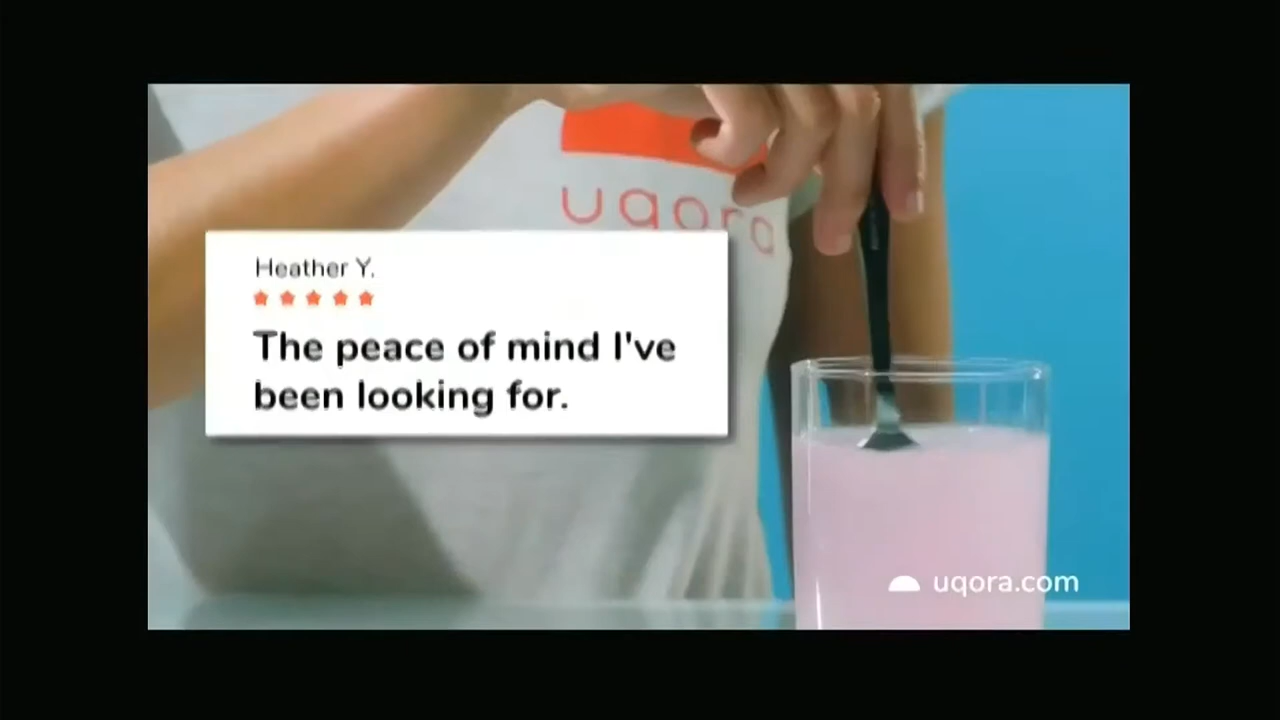 uqora
Heather Y.
The peace of mind I've
been looking for.
uqora.com